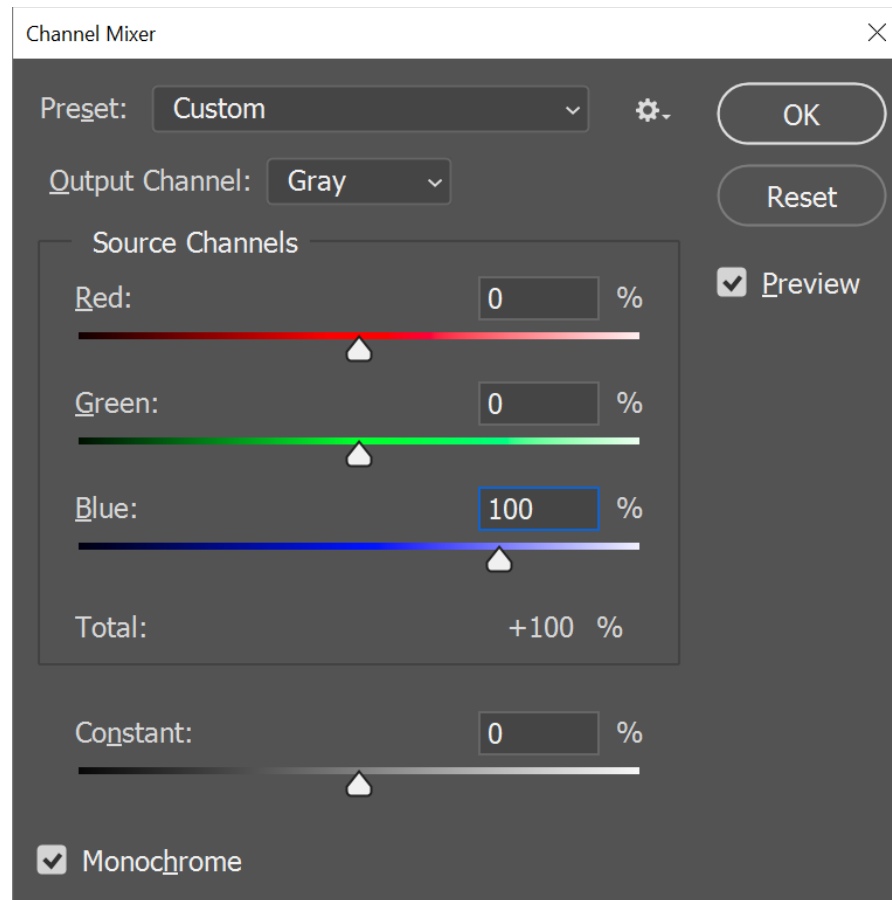 Channel Mixer
Preset: Custom
OK
Output Channel: Gray
Reset
Source Channels
Preview
Red: 0 %
Green: 0 %
Blue: 100 %
Total: +100 %
Constant: 0 %
Monochrome